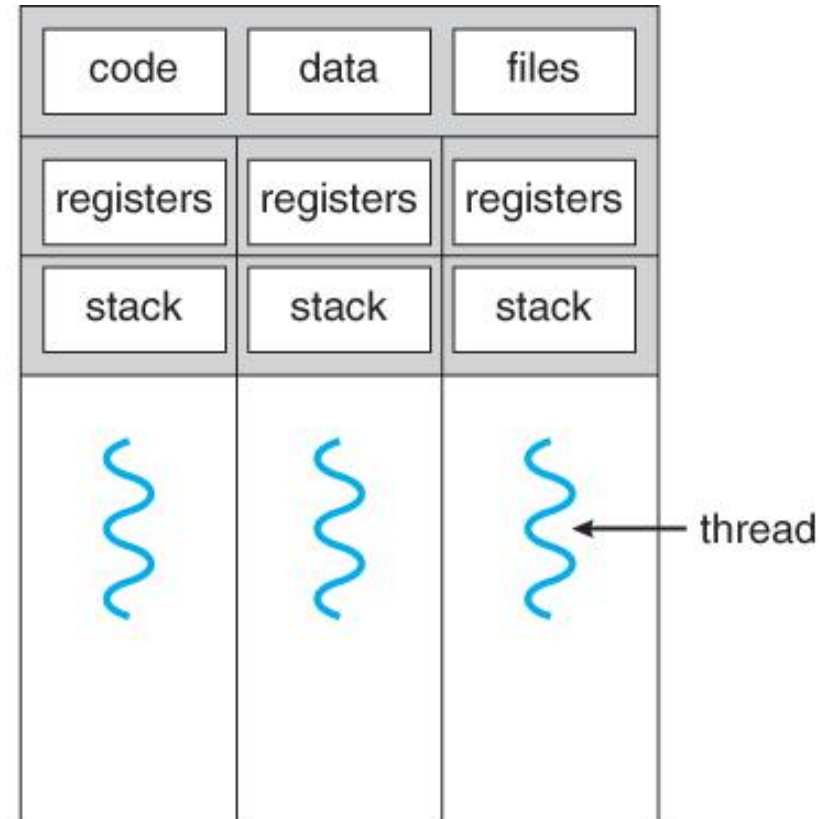 code data files
registers registers registers
stack stack stack
thread